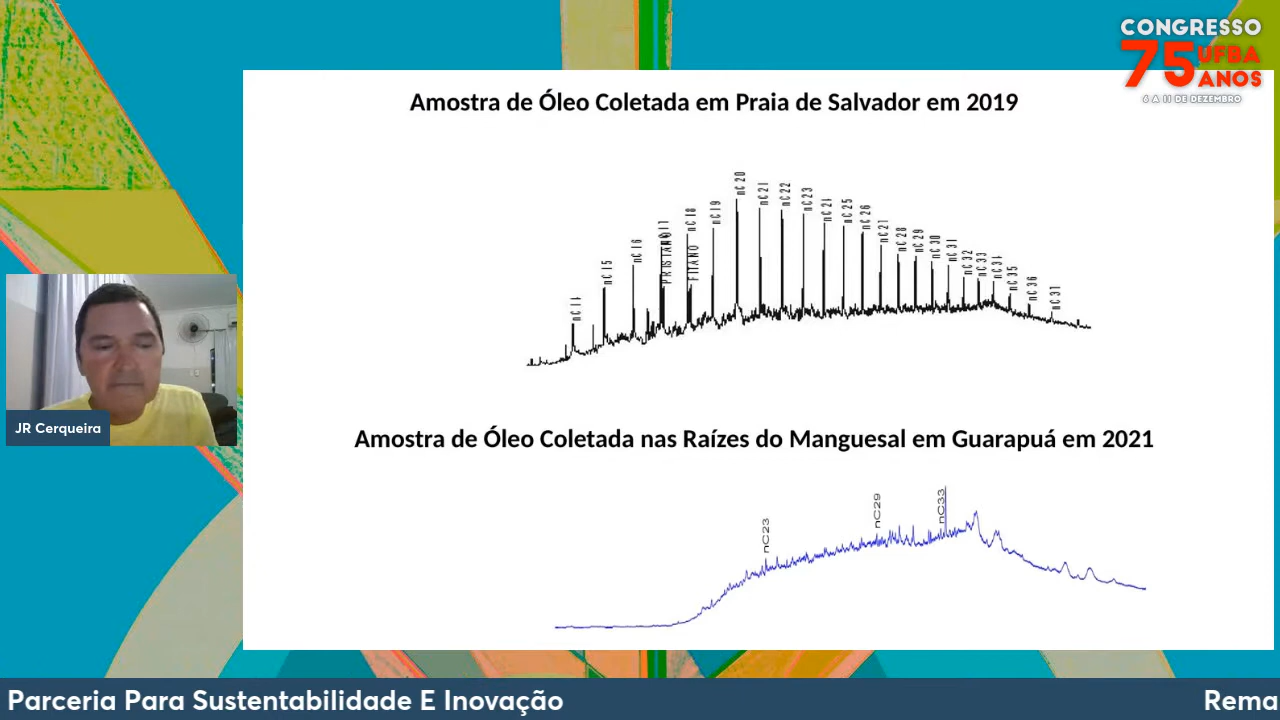 CONGRESSO
75 UFBA
ANOS
6 A 11 DE DEZEMBRO
Amostra de Óleo Coletada em Praia de Salvador em 2019
nC15
nC16
PRISTANO
nC18
FITANO
nC19
nC20
nC21
nC22
nC23
nC25
nC26
nC28
nC29
nC30
nC31
nC32
nC35
nC36
JR Cerqueira
Amostra de Óleo Coletada nas Raízes do Manguesal em Guarapuá em 2021
nC23
nC29
nC33
Parceria Para Sustentabilidade E Inovação
Rema